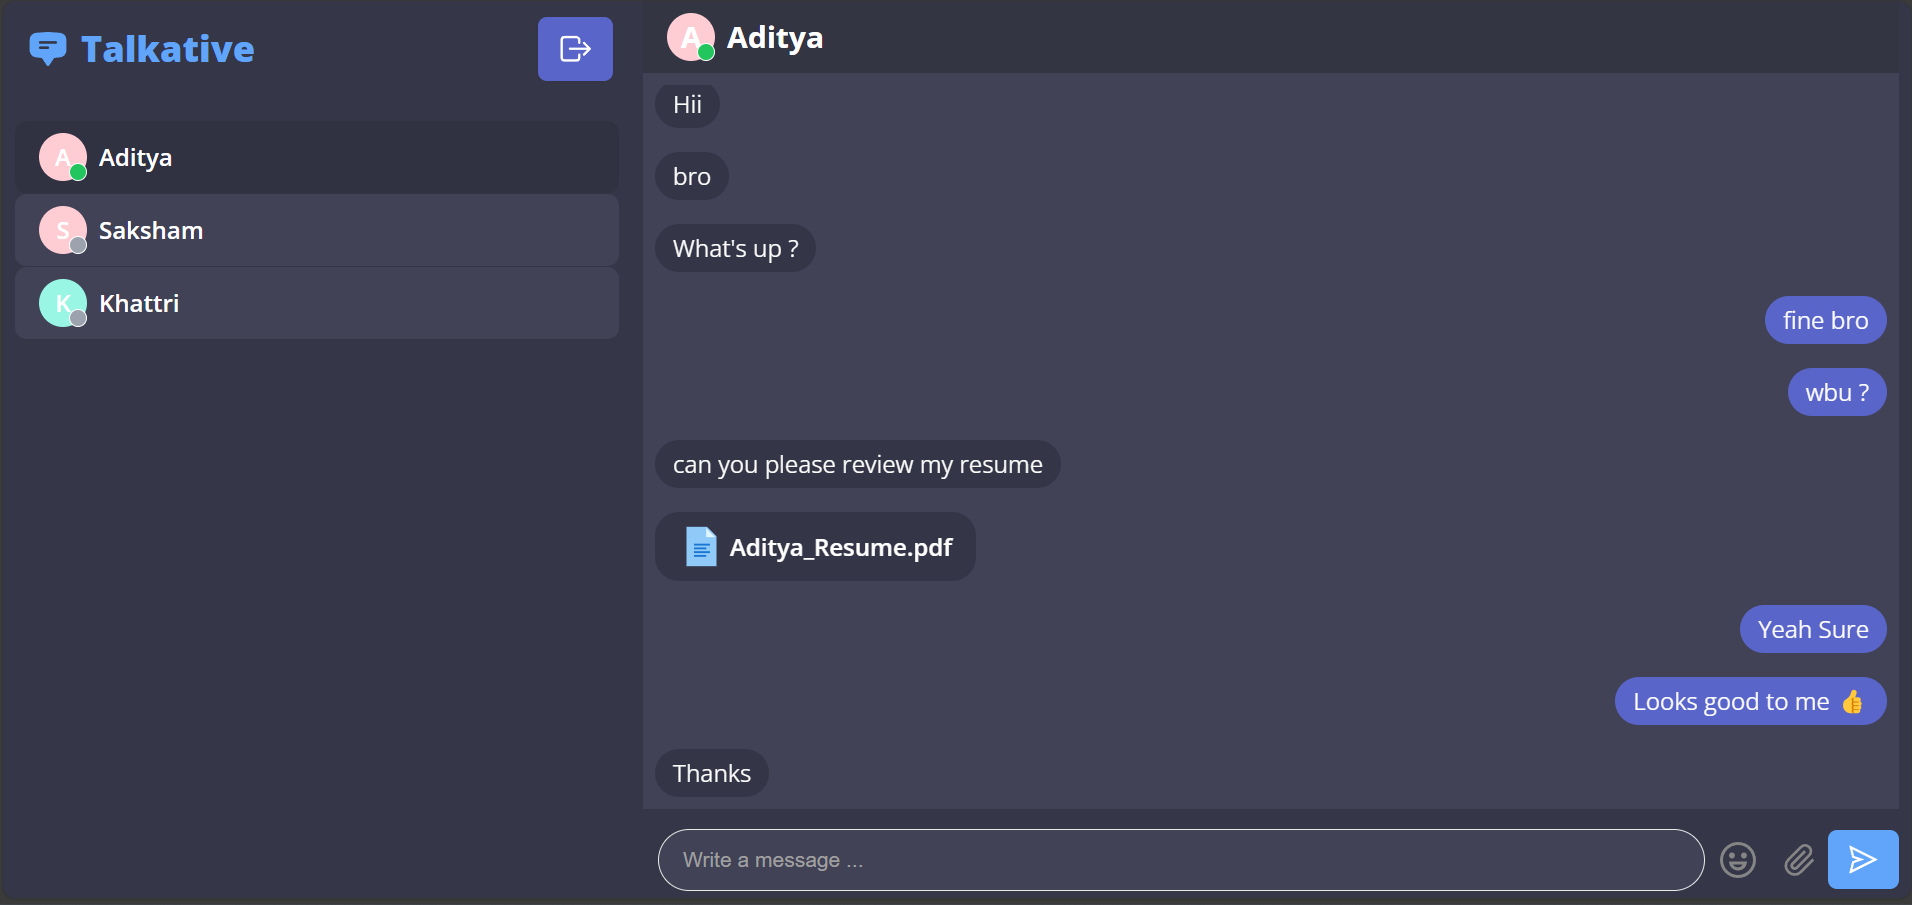 Talkative
A Aditya
S Saksham
K Khattri
A Aditya
Hii
bro
What's up ?
fine bro
wbu ?
can you please review my resume
Aditya_Resume.pdf
Yeah Sure
Looks good to me 👍
Thanks
Write a message ...